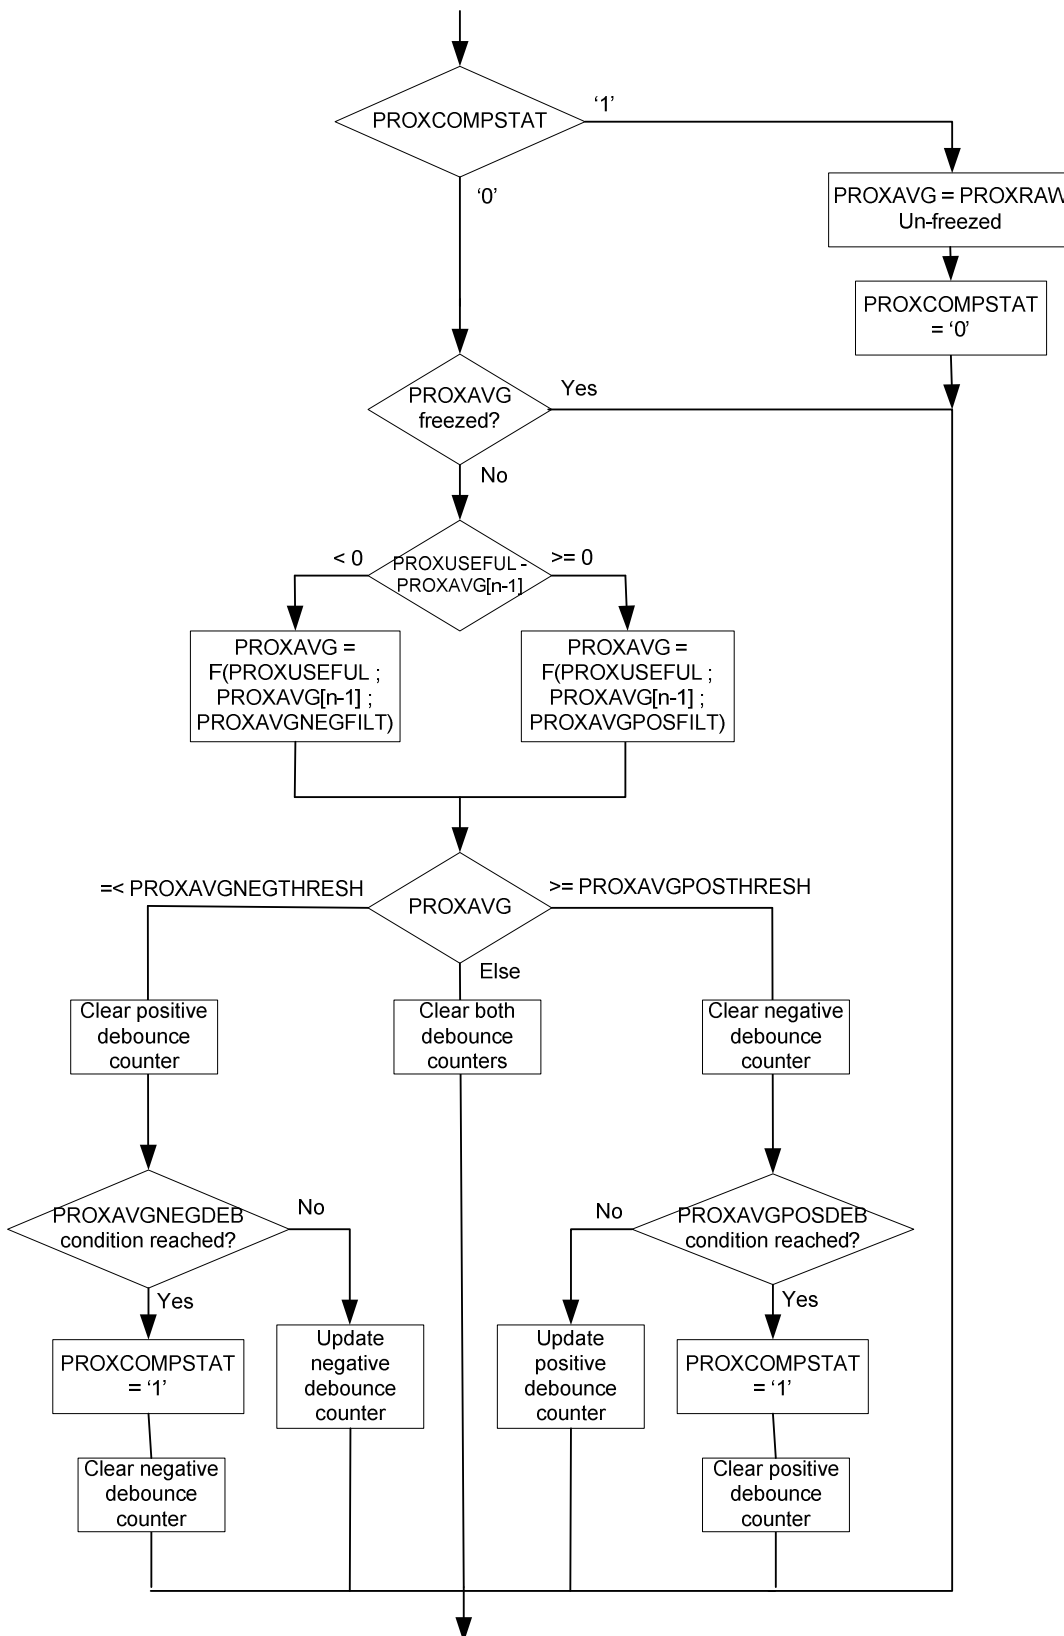 PROXCOMPSTAT
‘1’
‘0’
PROXAVG = PROXRAW
Un-freezed
PROXCOMPSTAT
= ‘0’
PROXAVG
freezed?
Yes
No
PROXUSEFUL -
PROXAVG[n-1]
< 0
>= 0
PROXAVG =
F(PROXUSEFUL ;
PROXAVG[n-1] ;
PROXAVGNEGFILT)
PROXAVG =
F(PROXUSEFUL ;
PROXAVG[n-1] ;
PROXAVGPOSFILT)
=< PROXAVGNEGTHRESH
>= PROXAVGPOSTHRESH
PROXAVG
Else
Clear positive
debounce
counter
Clear both
debounce
counters
Clear negative
debounce
counter
PROXAVGNEGDEB
condition reached?
No
Yes
No
PROXAVGPOSDEB
condition reached?
Yes
PROXCOMPSTAT
= ‘1’
Update
negative
debounce
counter
Update
positive
debounce
counter
PROXCOMPSTAT
= ‘1’
Clear negative
debounce
counter
Clear positive
debounce
counter